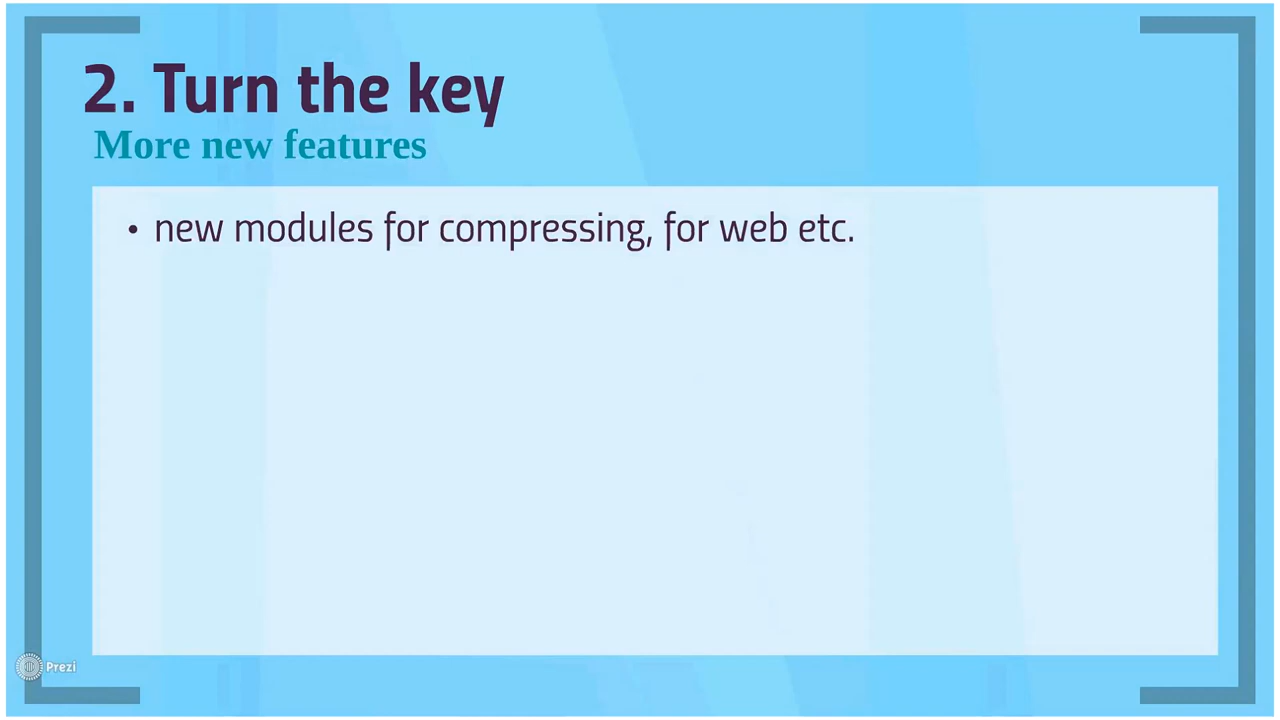 2. Turn the key
More new features
• new modules for compressing, for web etc.
Prezi